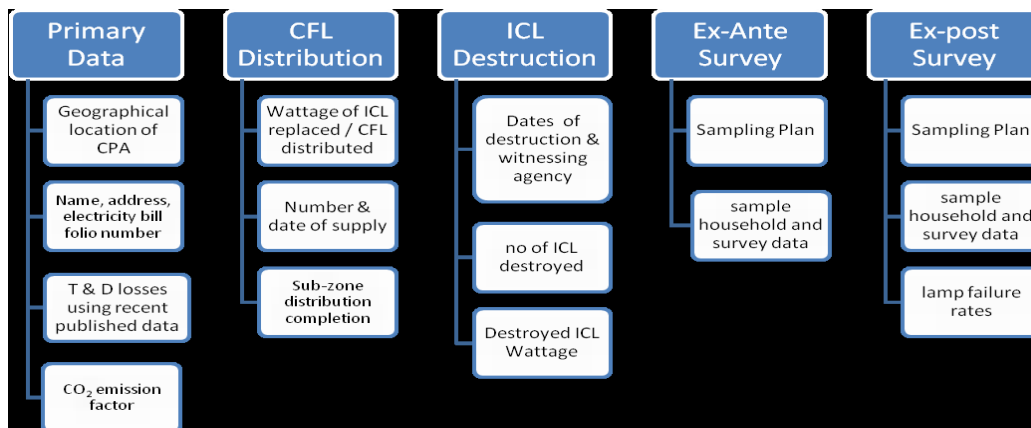 Primary
Data
Geographical
location of
CPA
Name, address,
electricity bill
folio number
T & D losses
using recent
published data
CO₂ emission
factor
CFL
Distribution
Wattage of ICL
replaced / CFL
distributed
Number &
date of supply
Sub-zone
distribution
completion
ICL
Destruction
Dates of
destruction &
witnessing
agency
no of ICL
destroyed
Destroyed ICL
Wattage
Ex-Ante
Survey
Sampling Plan
sample
household and
survey data
Ex-post
Survey
Sampling Plan
sample
household and
survey data
lamp failure
rates